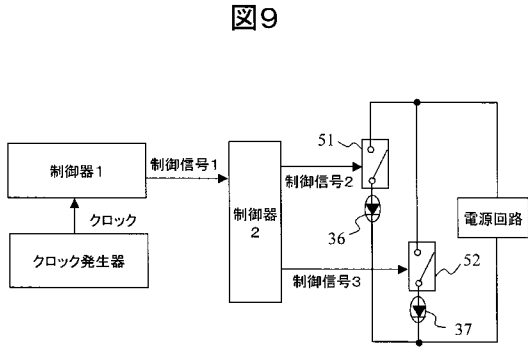 図9
51
制御器1
制御信号1
制御信号2
制御器
2
クロック
36
電源回路
クロック発生器
制御信号3
52
37